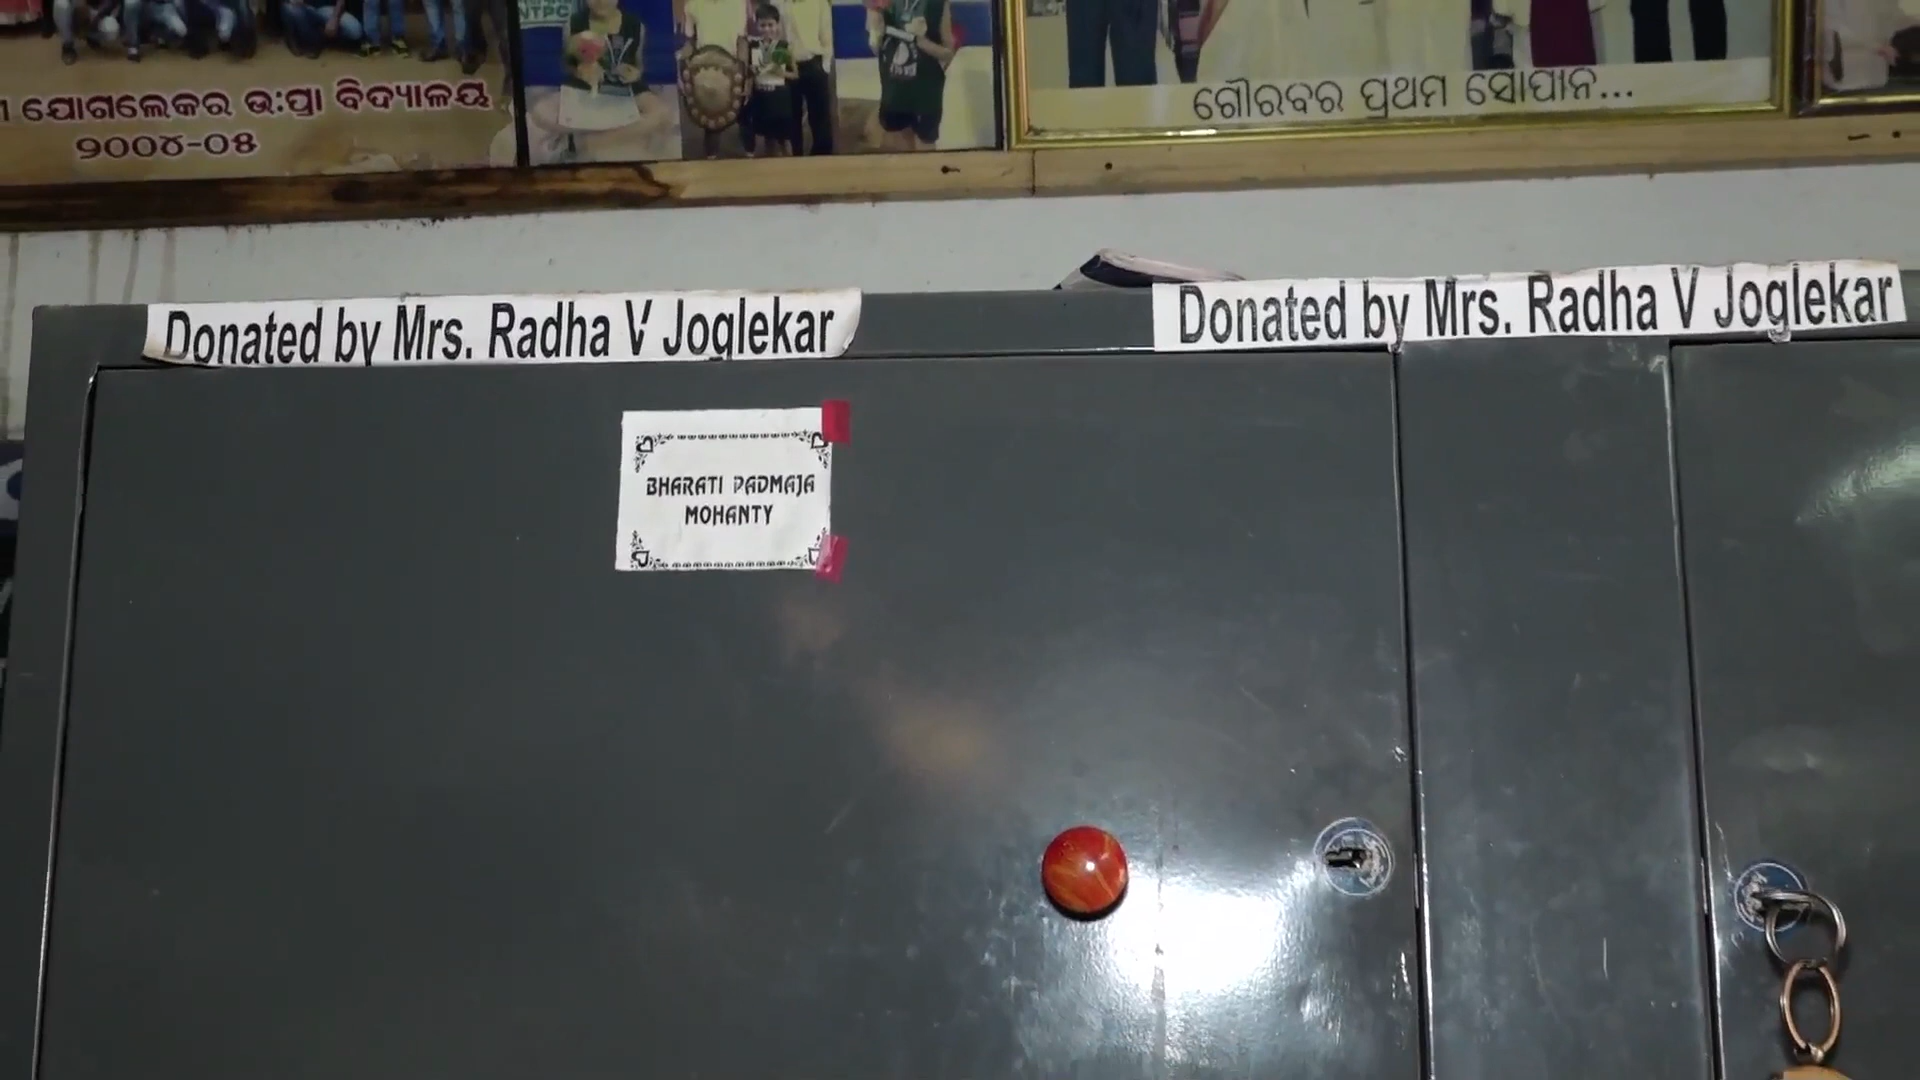 NTPC
ଯୋଗଲେକର ଉ:ପ୍ରା ବିଦ୍ୟାଳୟ
୨୦୦୪-୦୫
ଗୌରବର ପ୍ରଥମ ସୋପାନ...
Donated by Mrs. Radha V Joglekar
Donated by Mrs. Radha V Joglekar
BHARATI PADMAJA
MOHANTY